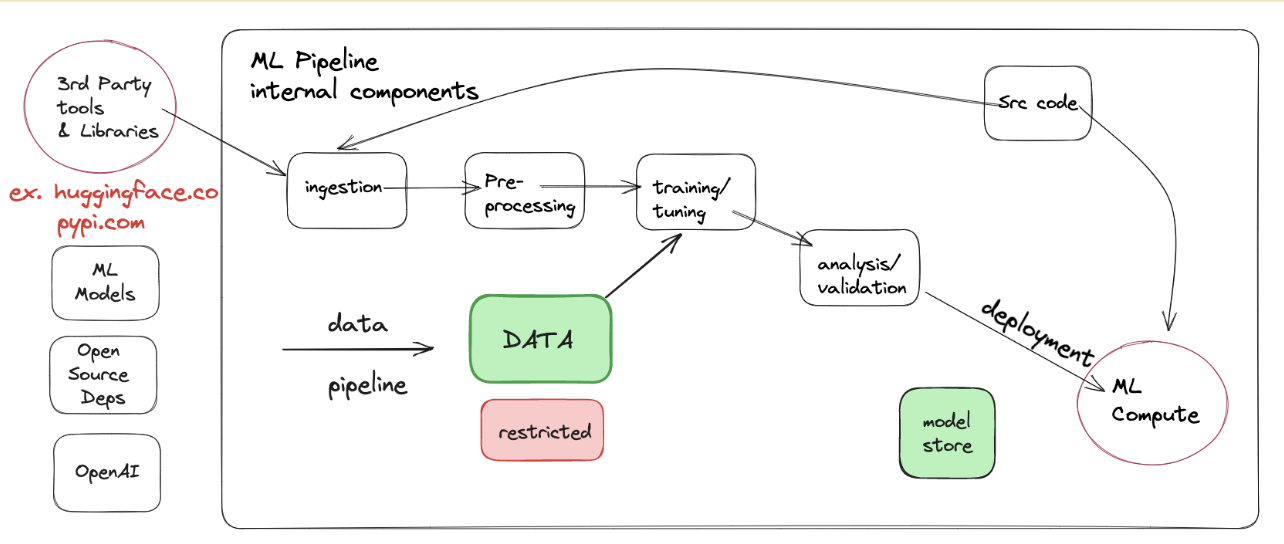 ML Pipeline
internal components
3rd Party
tools
& Libraries
ex. huggingface.co
pypi.com
ML
Models
Open
Source
Deps
OpenAI
Src code
ingestion
Pre-
processing
training/
tuning
analysis/
validation
data
pipeline
DATA
restricted
deployment
model
store
ML
Compute